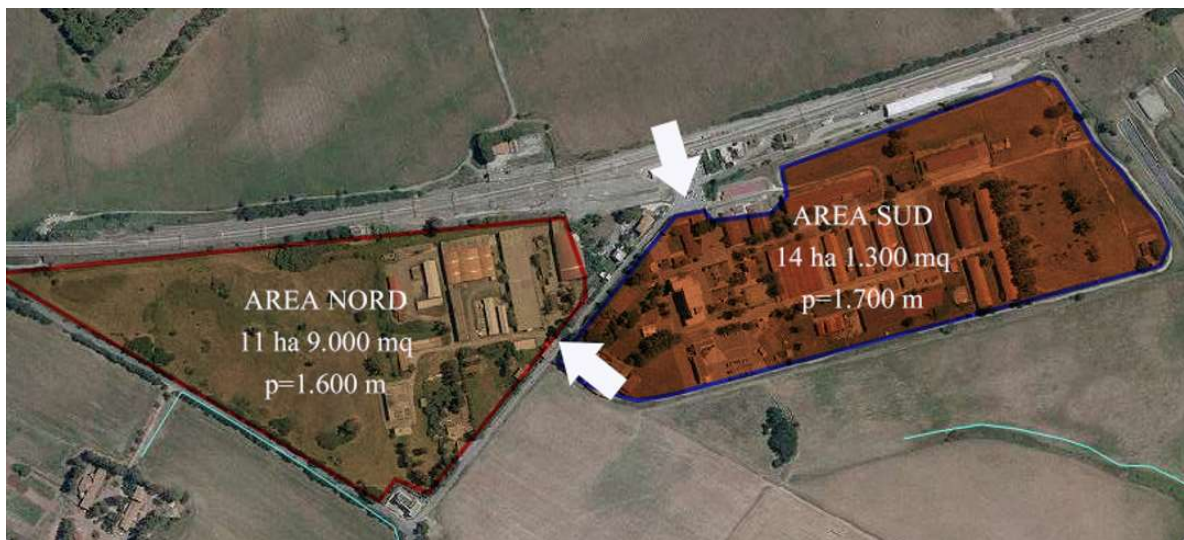 AREA NORD
11 ha 9.000 mq
p=1.600 m
AREA SUD
14 ha 1.300 mq
p=1.700 m